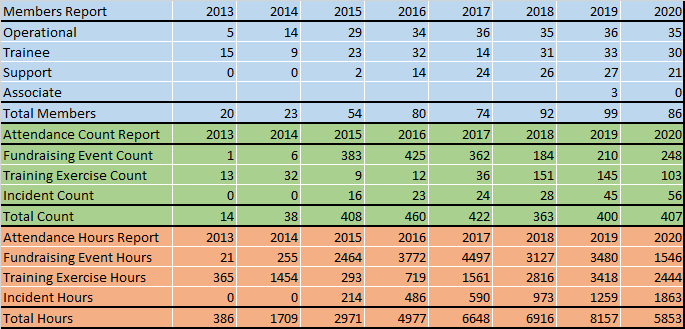 Members Report 2013 2014 2015 2016 2017 2018 2019 2020
Operational 5 14 29 34 36 35 36 35
Trainee 15 9 23 32 14 31 33 30
Support 0 0 2 14 24 26 27 21
Associate 3 0
Total Members 20 23 54 80 74 92 99 86
Attendance Count Report 2013 2014 2015 2016 2017 2018 2019 2020
Fundraising Event Count 1 6 383 425 362 184 210 248
Training Exercise Count 13 32 9 12 36 151 145 103
Incident Count 0 0 16 23 24 28 45 56
Total Count 14 38 408 460 422 363 400 407
Attendance Hours Report 2013 2014 2015 2016 2017 2018 2019 2020
Fundraising Event Hours 21 255 2464 3772 4497 3127 3480 1546
Training Exercise Hours 365 1454 293 719 1561 2816 3418 2444
Incident Hours 0 0 214 486 590 973 1259 1863
Total Hours 386 1709 2971 4977 6648 6916 8157 5853